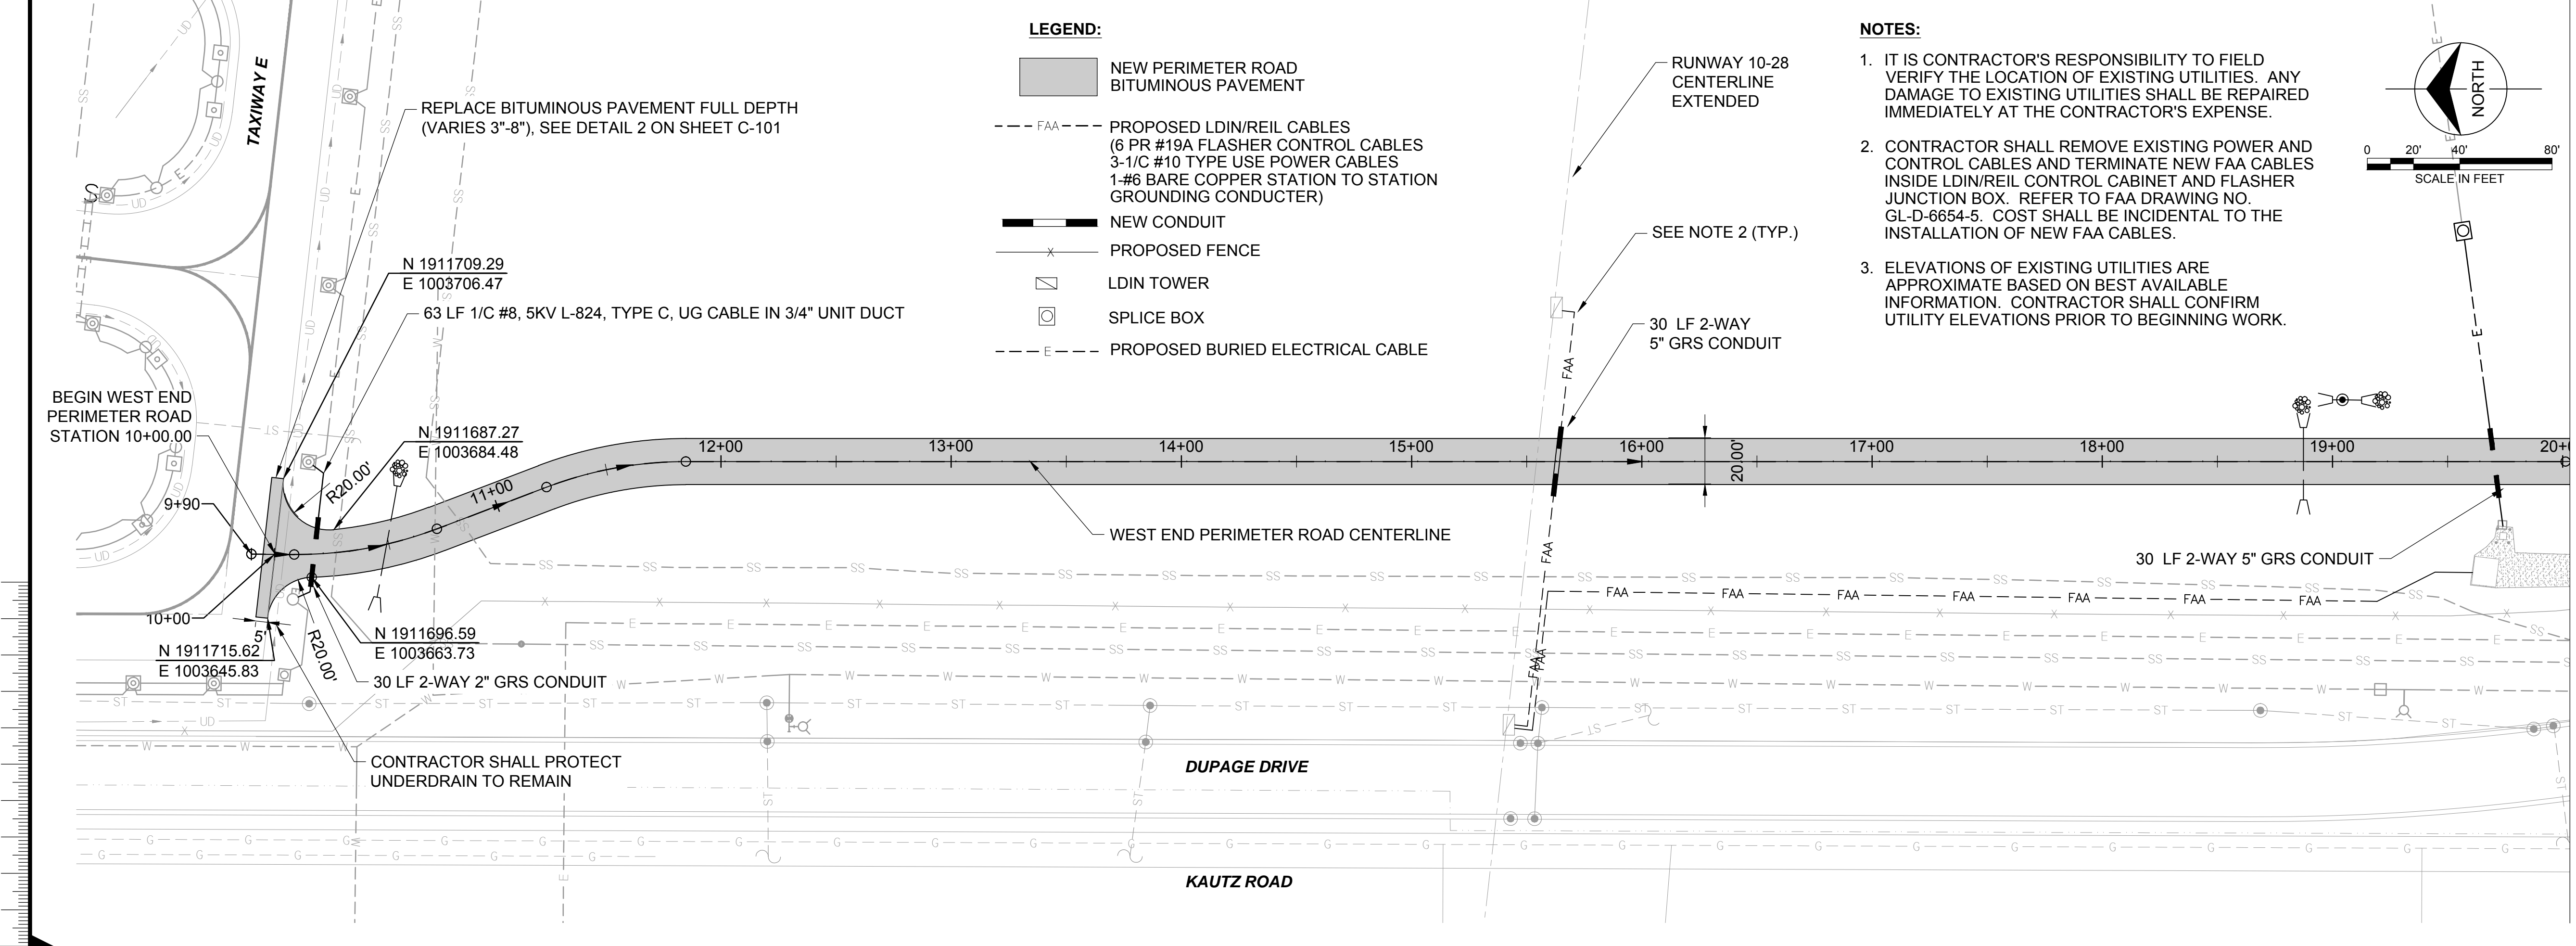 TAXIWAY E
REPLACE BITUMINOUS PAVEMENT FULL DEPTH
(VARIES 3"-8"), SEE DETAIL 2 ON SHEET C-101
N 1911709.29
E 1003706.47
63 LF 1/C #8, 5KV L-824, TYPE C, UG CABLE IN 3/4" UNIT DUCT
BEGIN WEST END
PERIMETER ROAD
STATION 10+00.00
N 1911687.27
E 1003684.48
R20.00'
9+90
10+00
11+00
12+00
13+00
14+00
15+00
16+00
17+00
18+00
19+00
20+0
20.00'
5'
R20.00'
N 1911715.62
E 1003645.83
N 1911696.59
E 1003663.73
30 LF 2-WAY 2" GRS CONDUIT
CONTRACTOR SHALL PROTECT
UNDERDRAIN TO REMAIN
WEST END PERIMETER ROAD CENTERLINE
LEGEND:
NEW PERIMETER ROAD
BITUMINOUS PAVEMENT
FAA
PROPOSED LDIN/REIL CABLES
(6 PR #19A FLASHER CONTROL CABLES
3-1/C #10 TYPE USE POWER CABLES
1-#6 BARE COPPER STATION TO STATION
GROUNDING CONDUCTER)
NEW CONDUIT
X
PROPOSED FENCE
LDIN TOWER
SPLICE BOX
E
PROPOSED BURIED ELECTRICAL CABLE
RUNWAY 10-28
CENTERLINE
EXTENDED
SEE NOTE 2 (TYP.)
30 LF 2-WAY
5" GRS CONDUIT
30 LF 2-WAY 5" GRS CONDUIT
NOTES:
1. IT IS CONTRACTOR'S RESPONSIBILITY TO FIELD
VERIFY THE LOCATION OF EXISTING UTILITIES. ANY
DAMAGE TO EXISTING UTILITIES SHALL BE REPAIRED
IMMEDIATELY AT THE CONTRACTOR'S EXPENSE.
2. CONTRACTOR SHALL REMOVE EXISTING POWER AND
CONTROL CABLES AND TERMINATE NEW FAA CABLES
INSIDE LDIN/REIL CONTROL CABINET AND FLASHER
JUNCTION BOX. REFER TO FAA DRAWING NO.
GL-D-6654-5. COST SHALL BE INCIDENTAL TO THE
INSTALLATION OF NEW FAA CABLES.
3. ELEVATIONS OF EXISTING UTILITIES ARE
APPROXIMATE BASED ON BEST AVAILABLE
INFORMATION. CONTRACTOR SHALL CONFIRM
UTILITY ELEVATIONS PRIOR TO BEGINNING WORK.
NORTH
0 20' 40' 80'
SCALE IN FEET
FAA FAA FAA FAA FAA FAA FAA
DUPAGE DRIVE
KAUTZ ROAD